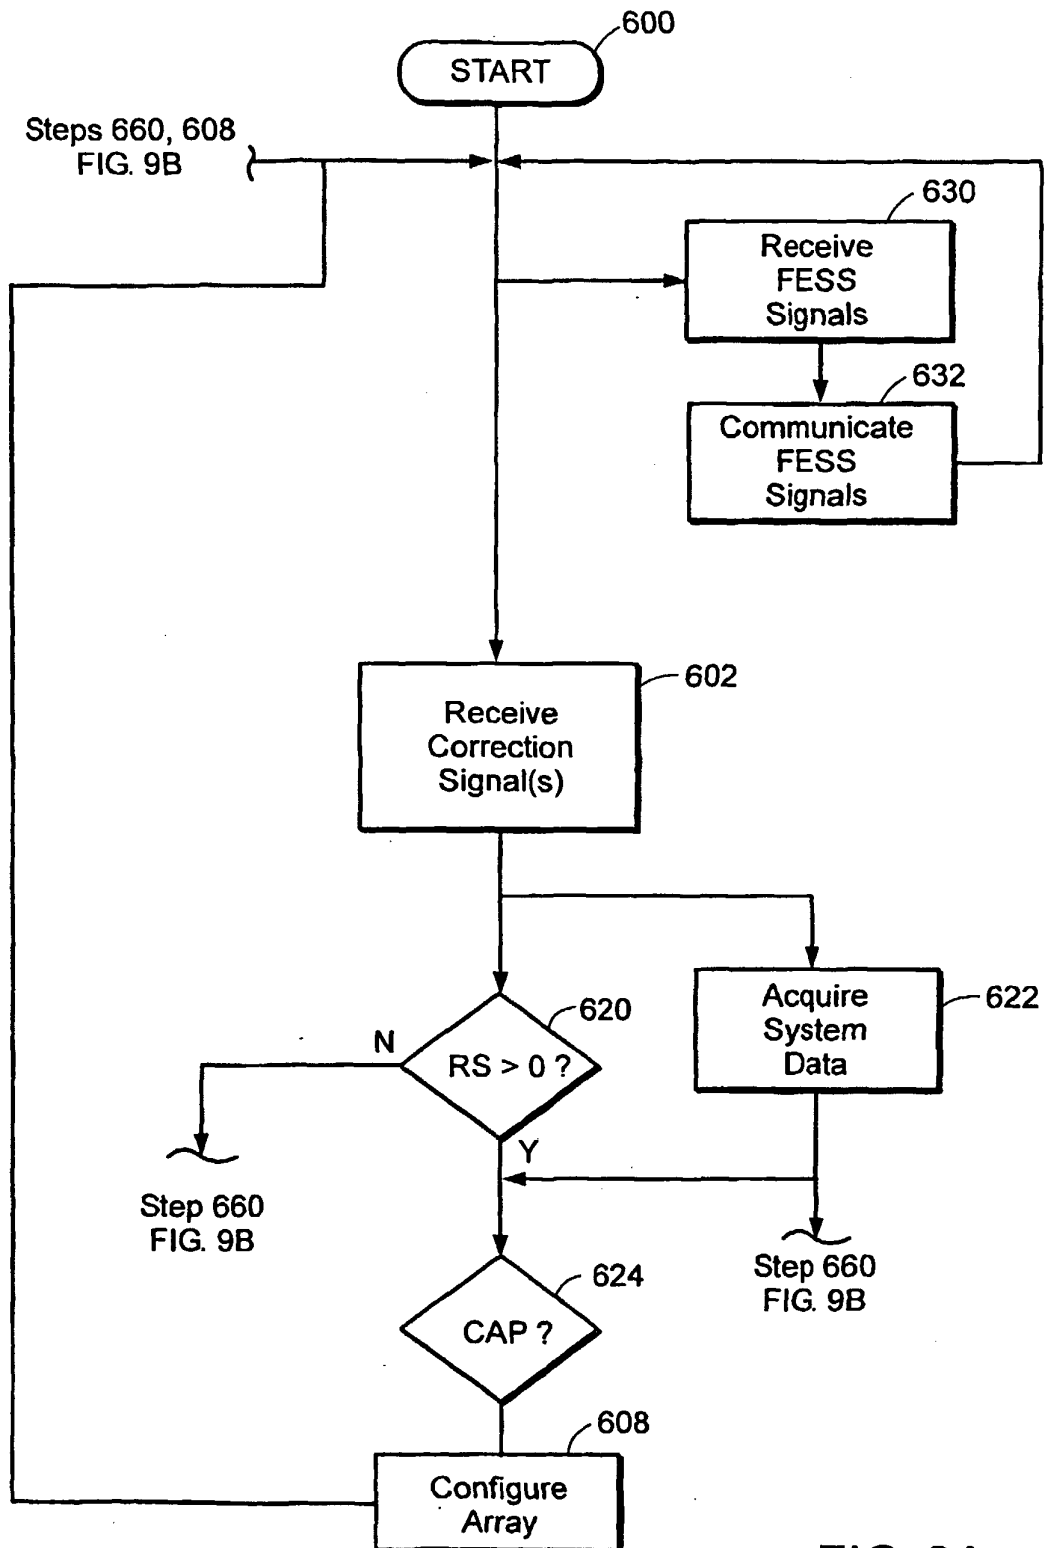 600
START
Steps 660, 608
FIG. 9B
630
Receive
FESS
Signals
632
Communicate
FESS
Signals
602
Receive
Correction
Signal(s)
620
N
RS > 0 ?
Y
622
Acquire
System
Data
Step 660
FIG. 9B
Step 660
FIG. 9B
624
CAP ?
608
Configure
Array